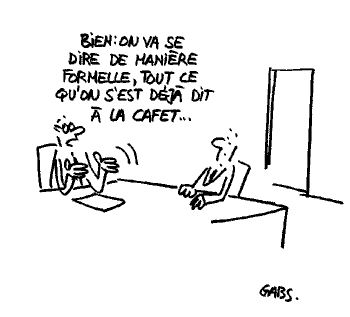 BIEN: ON VA SE
DIRE DE MANIÈRE
FORMELLE, TOUT CE
QU'ON S'EST DÉJÀ DIT
À LA CAFET...
GABS.